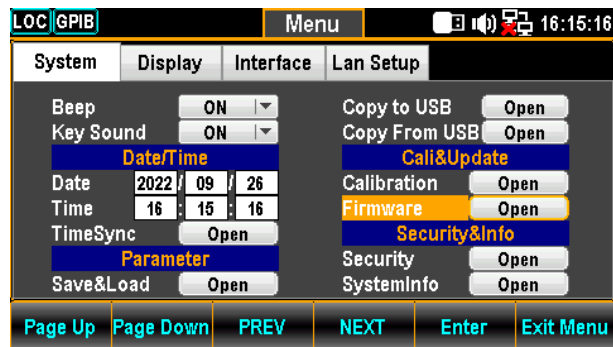 LOC GPIB Menu 16:15:16
System Display Interface Lan Setup
Beep ON Copy to USB Open
Key Sound ON Copy From USB Open
Date/Time Cali&Update
Date 2022 / 09 / 26 Calibration Open
Time 16 : 15 : 16 Firmware Open
TimeSync Open Security&Info
Parameter Security Open
Save&Load Open SystemInfo Open
Page Up Page Down PREV NEXT Enter Exit Menu